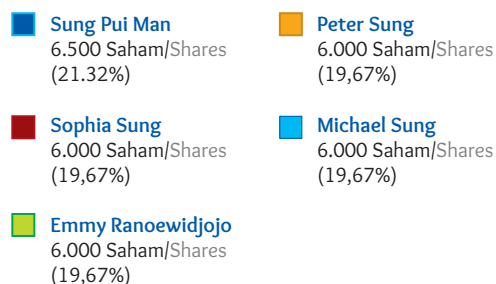 Sung Pui Man
6.500 Saham/Shares
(21.32%)
Peter Sung
6.000 Saham/Shares
(19,67%)
Sophia Sung
6.000 Saham/Shares
(19,67%)
Michael Sung
6.000 Saham/Shares
(19,67%)
Emmy Ranoewidjojo
6.000 Saham/Shares
(19,67%)